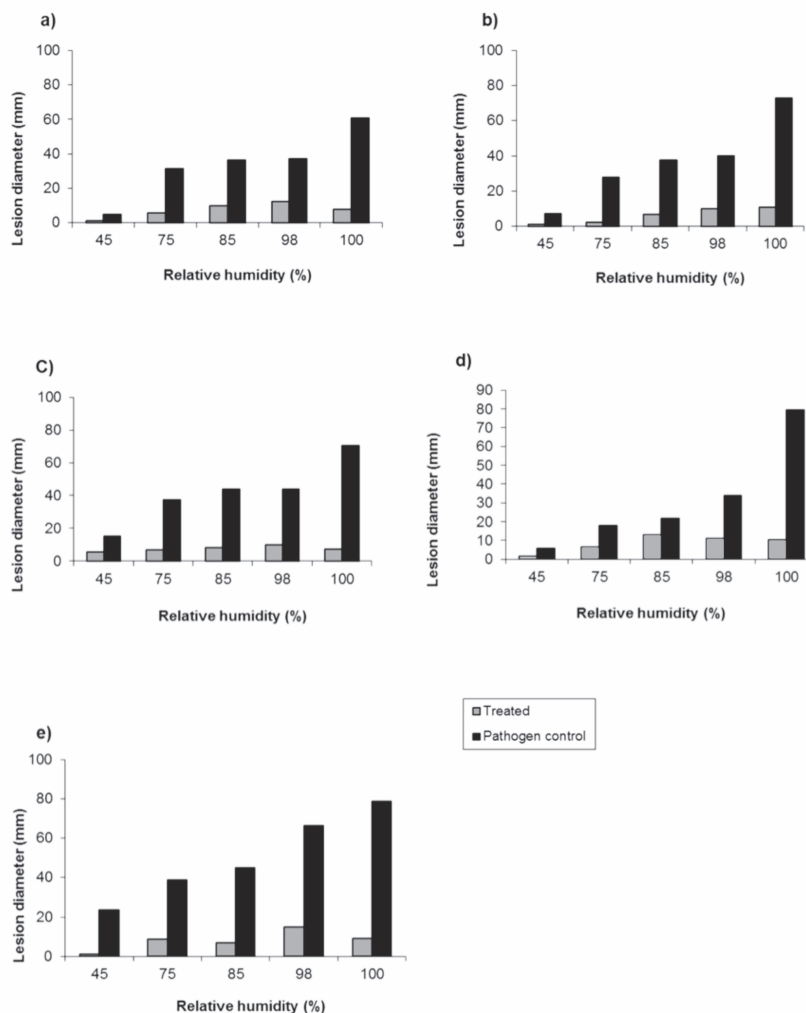 a)
100
80
60
40
20
0
Lesion diameter (mm)
45 75 85 98 100
Relative humidity (%)
b)
100
80
60
40
20
0
Lesion diameter (mm)
45 75 85 98 100
Relative humidity (%)
C)
100
80
60
40
20
0
Lesion diameter (mm)
45 75 85 98 100
Relative humidity (%)
d)
90
80
70
60
50
40
30
20
10
0
Lesion diameter (mm)
45 75 85 98 100
Relative humidity (%)
Treated
Pathogen control
e)
100
80
60
40
20
0
Lesion diameter (mm)
45 75 85 98 100
Relative humidity (%)